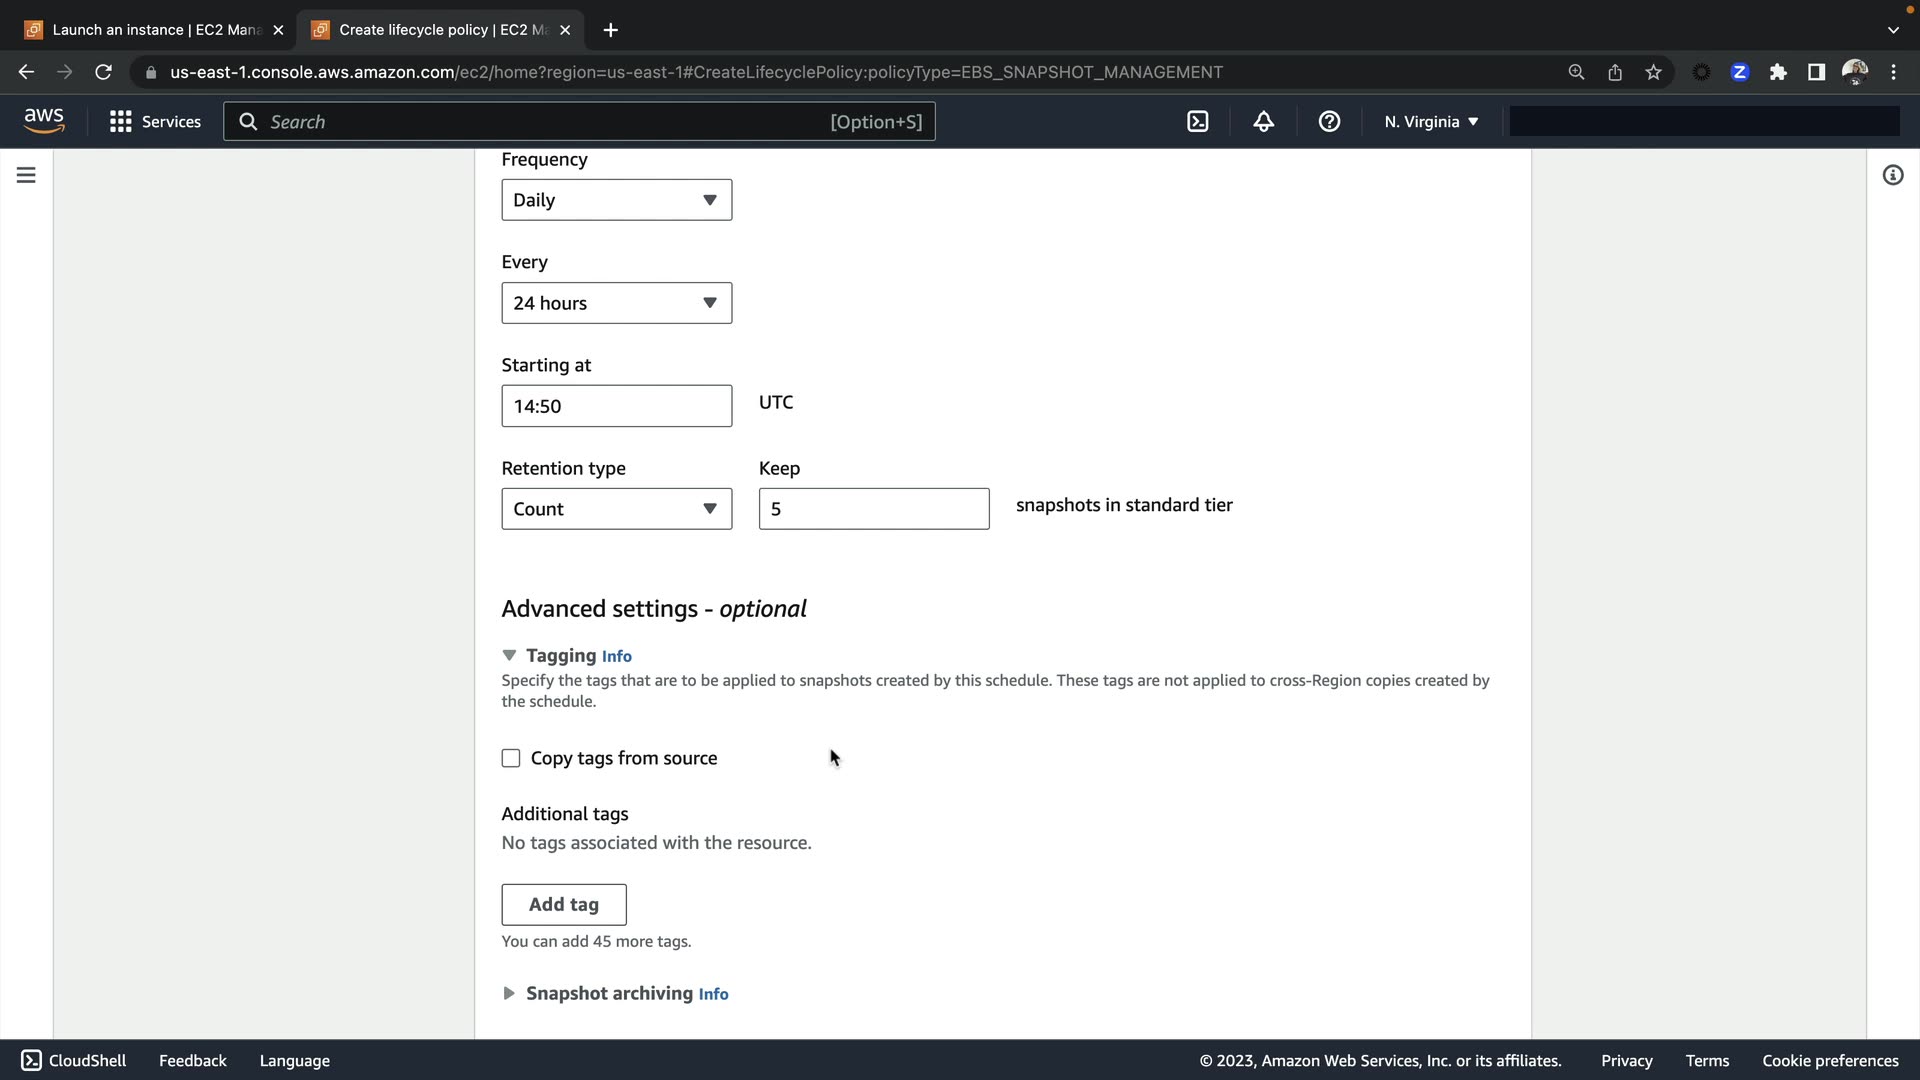 Launch an instance | EC2 Mana
Create lifecycle policy | EC2 Ma
us-east-1.console.aws.amazon.com/ec2/home?region=us-east-1#CreateLifecyclePolicy:policyType=EBS_SNAPSHOT_MANAGEMENT
Z
aws
Services
Search
[Option+S]
N. Virginia
Frequency
Daily
Every
24 hours
Starting at
14:50
UTC
Retention type
Keep
Count
5
snapshots in standard tier
Advanced settings - optional
Tagging Info
Specify the tags that are to be applied to snapshots created by this schedule. These tags are not applied to cross-Region copies created by
the schedule.
Copy tags from source
Additional tags
No tags associated with the resource.
Add tag
You can add 45 more tags.
Snapshot archiving Info
CloudShell
Feedback
Language
© 2023, Amazon Web Services, Inc. or its affiliates.
Privacy
Terms
Cookie preferences